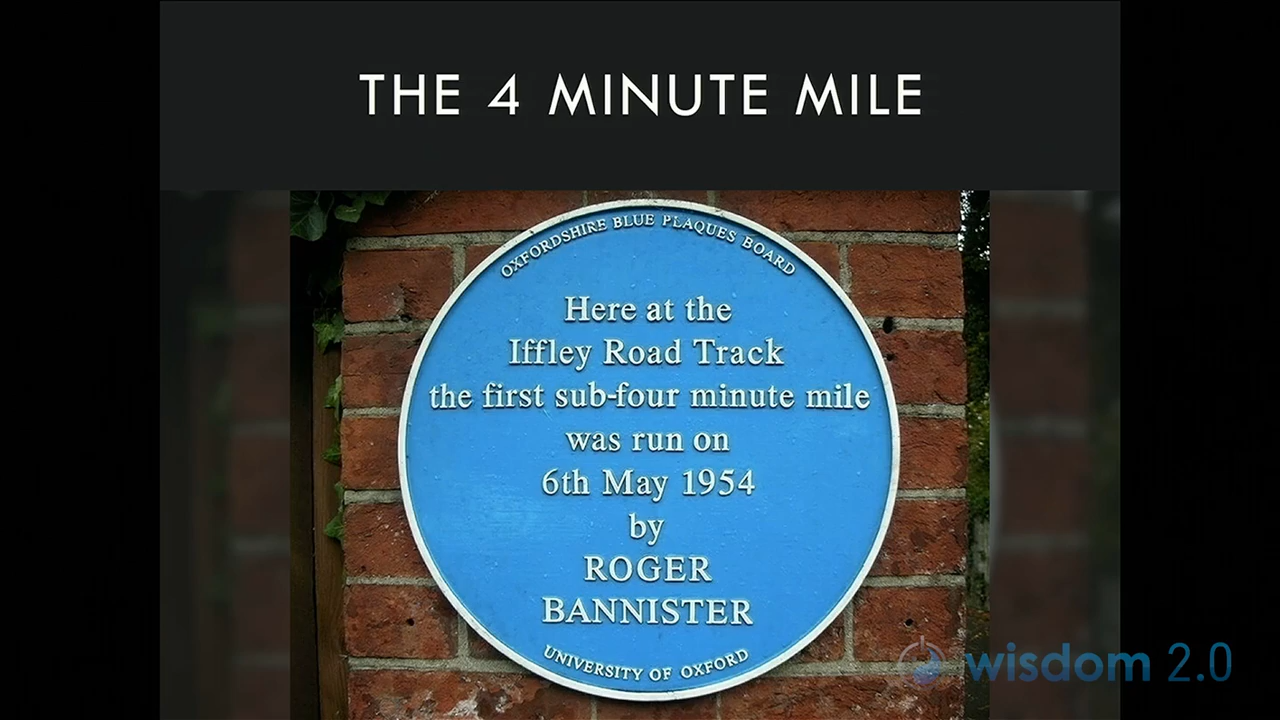 THE 4 MINUTE MILE
OXFORDSHIRE BLUE PLAQUES BOARD
Here at the
Iffley Road Track
the first sub-four minute mile
was run on
6th May 1954
by
ROGER
BANNISTER
UNIVERSITY OF OXFORD
wisdom 2.0